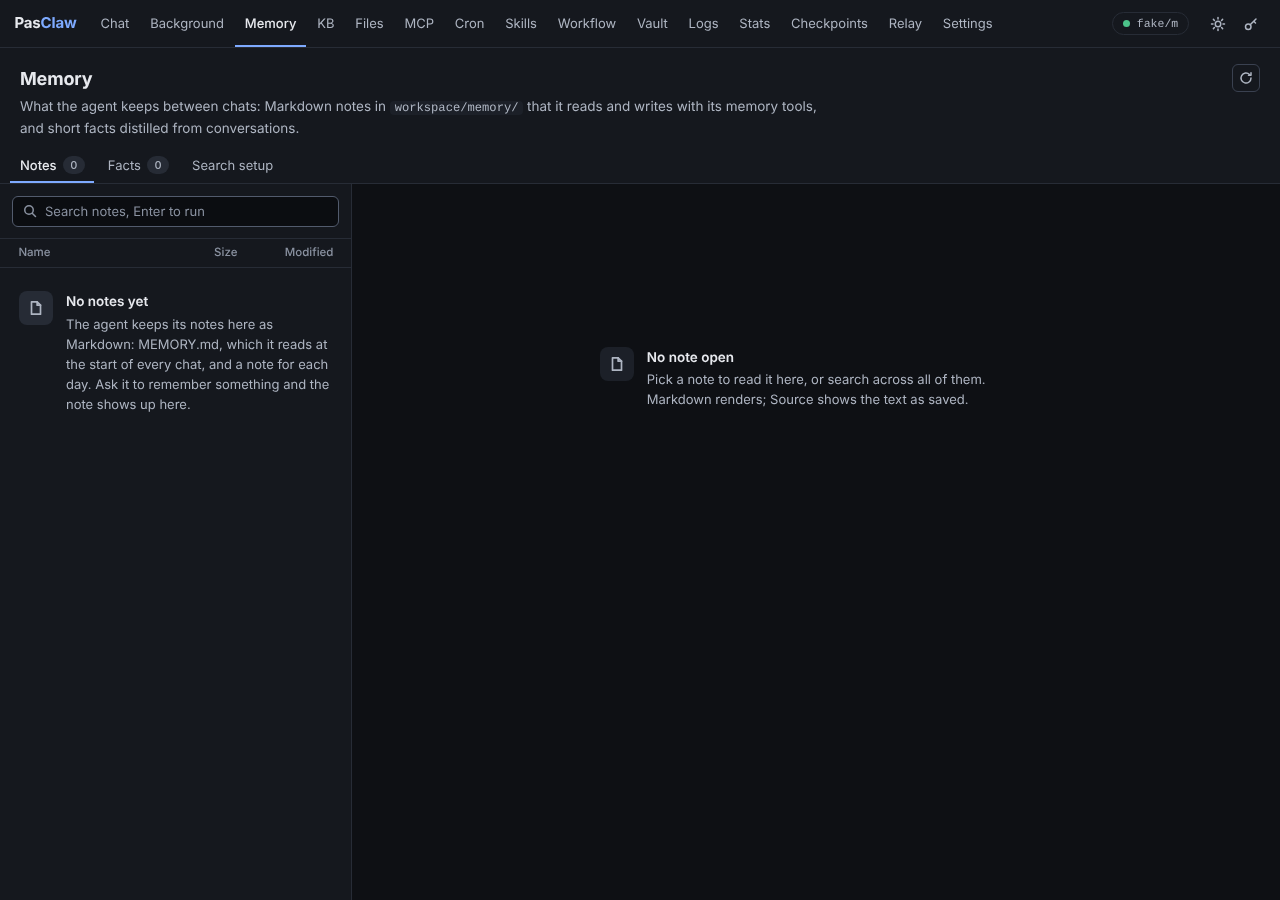 PasClaw Chat Background Memory KB Files MCP Cron Skills Workflow Vault Logs Stats Checkpoints Relay Settings fake/m
Memory
What the agent keeps between chats: Markdown notes in workspace/memory/ that it reads and writes with its memory tools,
and short facts distilled from conversations.
Notes 0 Facts 0 Search setup
Search notes, Enter to run
Name Size Modified
No notes yet
The agent keeps its notes here as
Markdown: MEMORY.md, which it reads at
the start of every chat, and a note for each
day. Ask it to remember something and the
note shows up here.
No note open
Pick a note to read it here, or search across all of them.
Markdown renders; Source shows the text as saved.